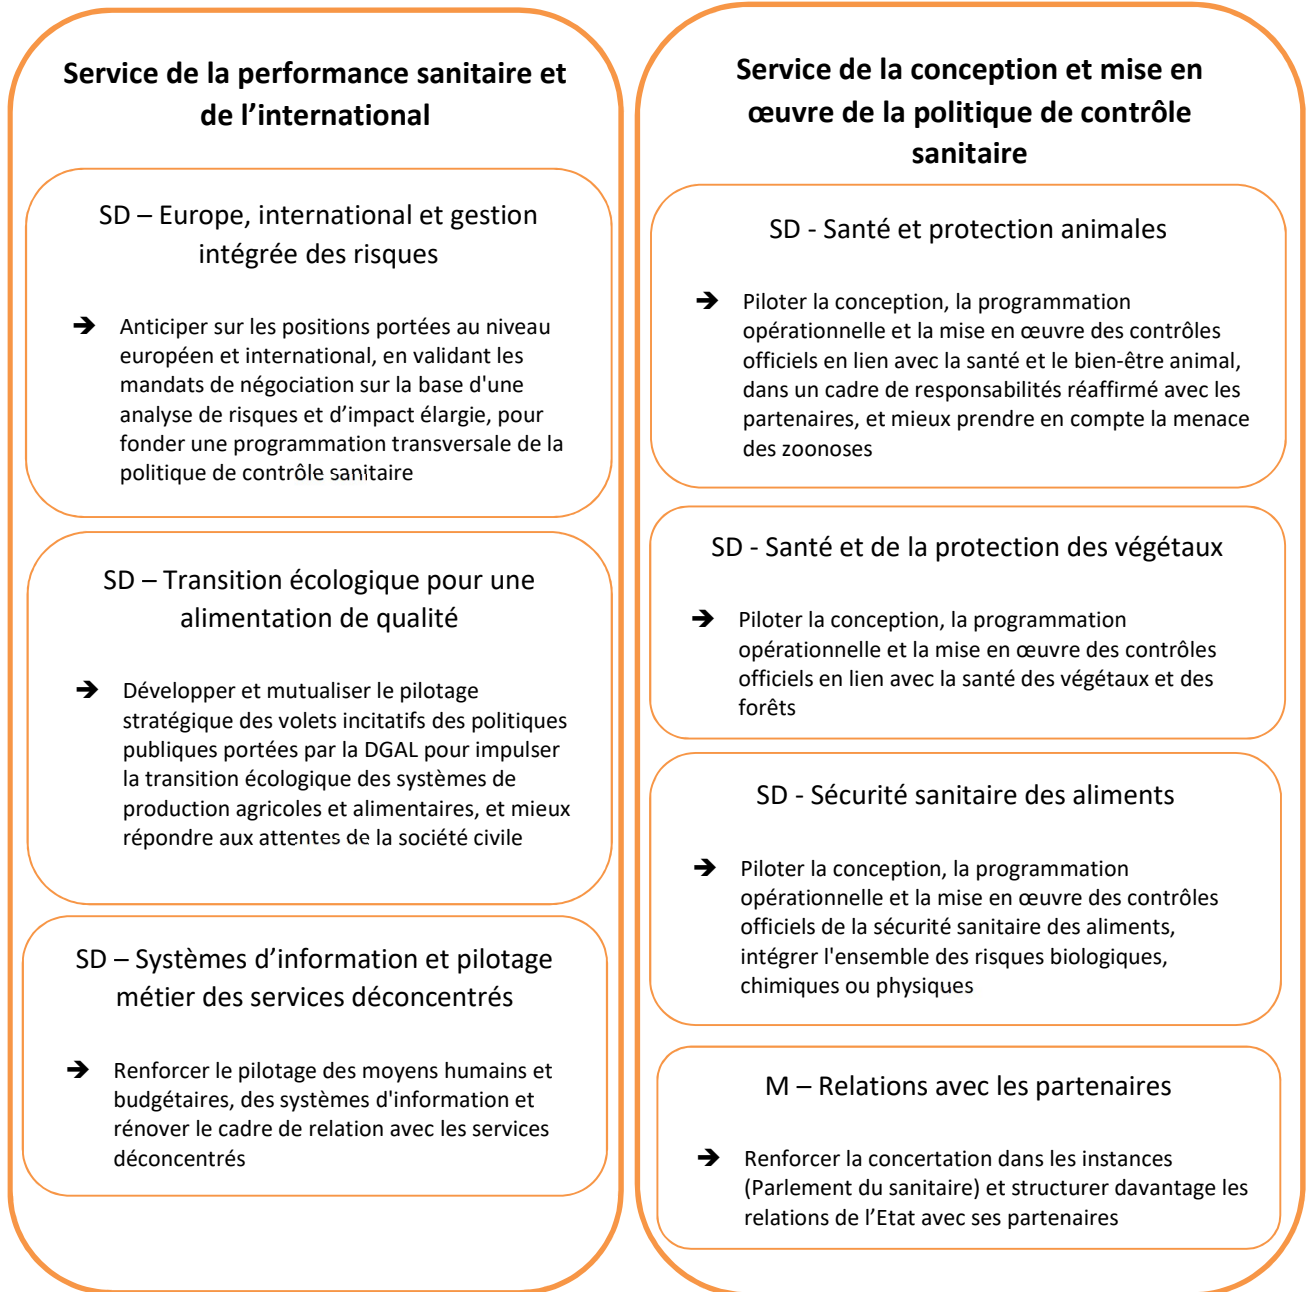 Service de la performance sanitaire et
de l’international
SD – Europe, international et gestion
intégrée des risques
➔ Anticiper sur les positions portées au niveau
européen et international, en validant les
mandats de négociation sur la base d'une
analyse de risques et d’impact élargie, pour
fonder une programmation transversale de la
politique de contrôle sanitaire
SD – Transition écologique pour une
alimentation de qualité
➔ Développer et mutualiser le pilotage
stratégique des volets incitatifs des politiques
publiques portées par la DGAL pour impulser
la transition écologique des systèmes de
production agricoles et alimentaires, et mieux
répondre aux attentes de la société civile
SD – Systèmes d’information et pilotage
métier des services déconcentrés
➔ Renforcer le pilotage des moyens humains et
budgétaires, des systèmes d'information et
rénover le cadre de relation avec les services
déconcentrés
Service de la conception et mise en
œuvre de la politique de contrôle
sanitaire
SD - Santé et protection animales
➔ Piloter la conception, la programmation
opérationnelle et la mise en œuvre des contrôles
officiels en lien avec la santé et le bien-être animal,
dans un cadre de responsabilités réaffirmé avec les
partenaires, et mieux prendre en compte la menace
des zoonoses
SD - Santé et de la protection des végétaux
➔ Piloter la conception, la programmation
opérationnelle et la mise en œuvre des contrôles
officiels en lien avec la santé des végétaux et des
forêts
SD - Sécurité sanitaire des aliments
➔ Piloter la conception, la programmation
opérationnelle et la mise en œuvre des contrôles
officiels de la sécurité sanitaire des aliments,
intégrer l'ensemble des risques biologiques,
chimiques ou physiques
M – Relations avec les partenaires
➔ Renforcer la concertation dans les instances
(Parlement du sanitaire) et structurer davantage les
relations de l’Etat avec ses partenaires